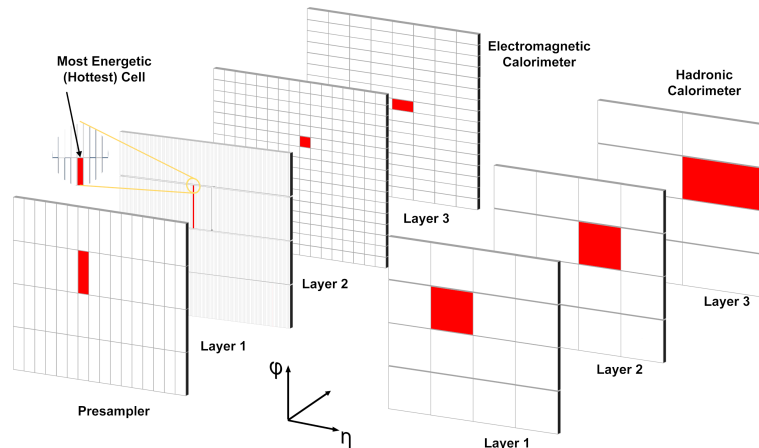 Most Energetic
(Hottest) Cell
Electromagnetic
Calorimeter
Hadronic
Calorimeter
Layer 3
Layer 2
Layer 1
Presampler
φ
η
Layer 3
Layer 2
Layer 1